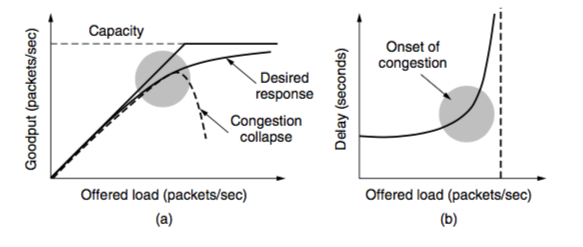 Capacity
Goodput (packets/sec)
Desired
response
Congestion
collapse
Offered load (packets/sec)
(a)
Onset of
congestion
Delay (seconds)
Offered load (packets/sec)
(b)